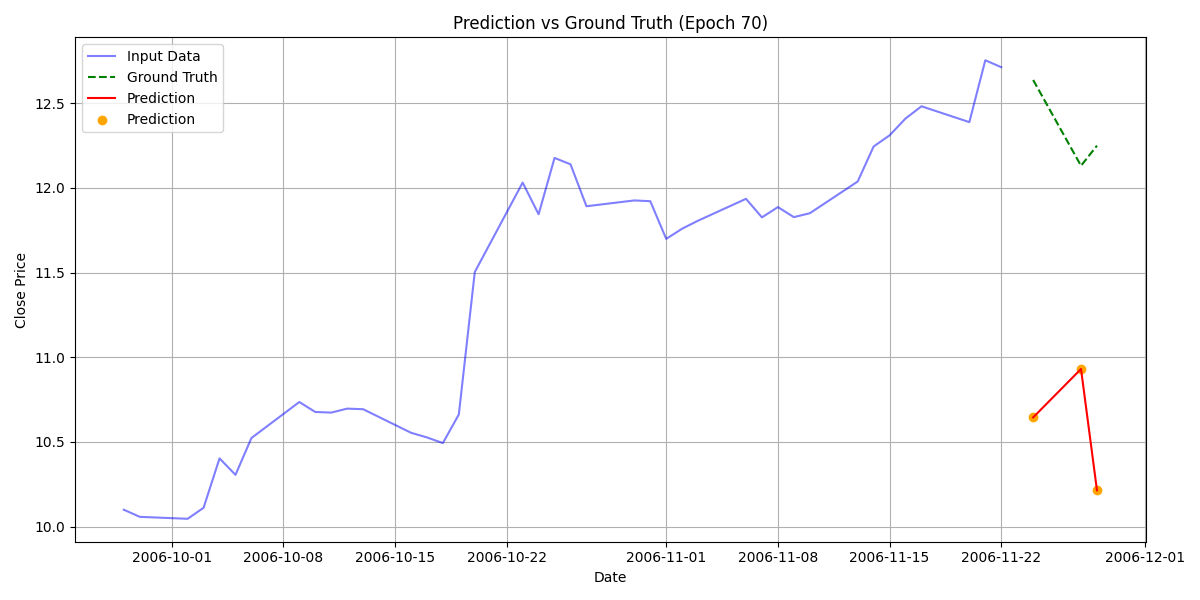 Prediction vs Ground Truth (Epoch 70)
Input Data
Ground Truth
Prediction
Prediction
Close Price
12.5
12.0
11.5
11.0
10.5
10.0
2006-10-01 2006-10-08 2006-10-15 2006-10-22 2006-11-01 2006-11-08 2006-11-15 2006-11-22 2006-12-01
Date